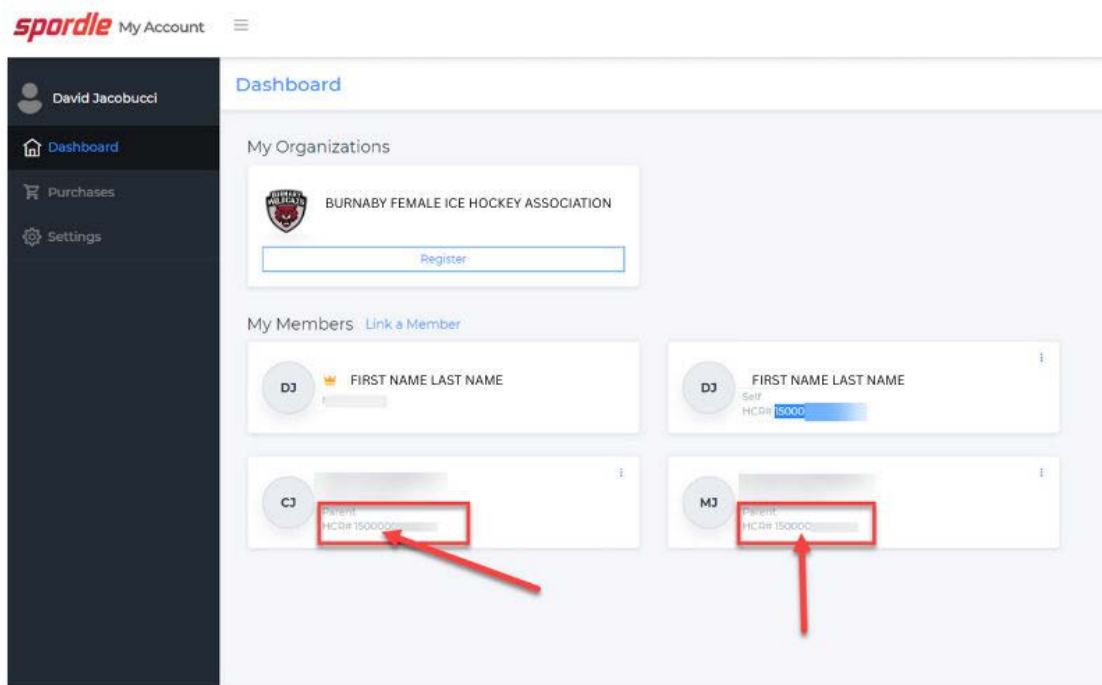 spordle My Account
David Jacobucci
Dashboard
Purchases
Settings
Dashboard
My Organizations
BURNABY WILDCATS
BURNABY FEMALE ICE HOCKEY ASSOCIATION
Register
My Members Link a Member
DJ FIRST NAME LAST NAME
DJ FIRST NAME LAST NAME
Self
HCR# 15000
CJ
Parent
HCR# 150000
MJ
Parent
HCR# 150000